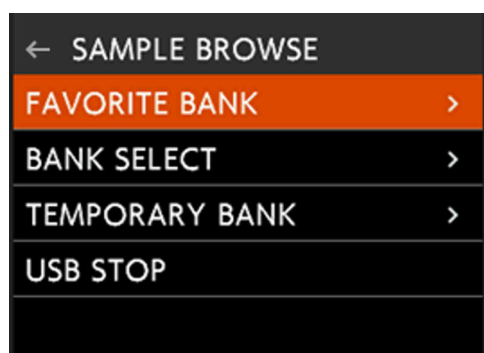 ← SAMPLE BROWSE
FAVORITE BANK >
BANK SELECT >
TEMPORARY BANK >
USB STOP